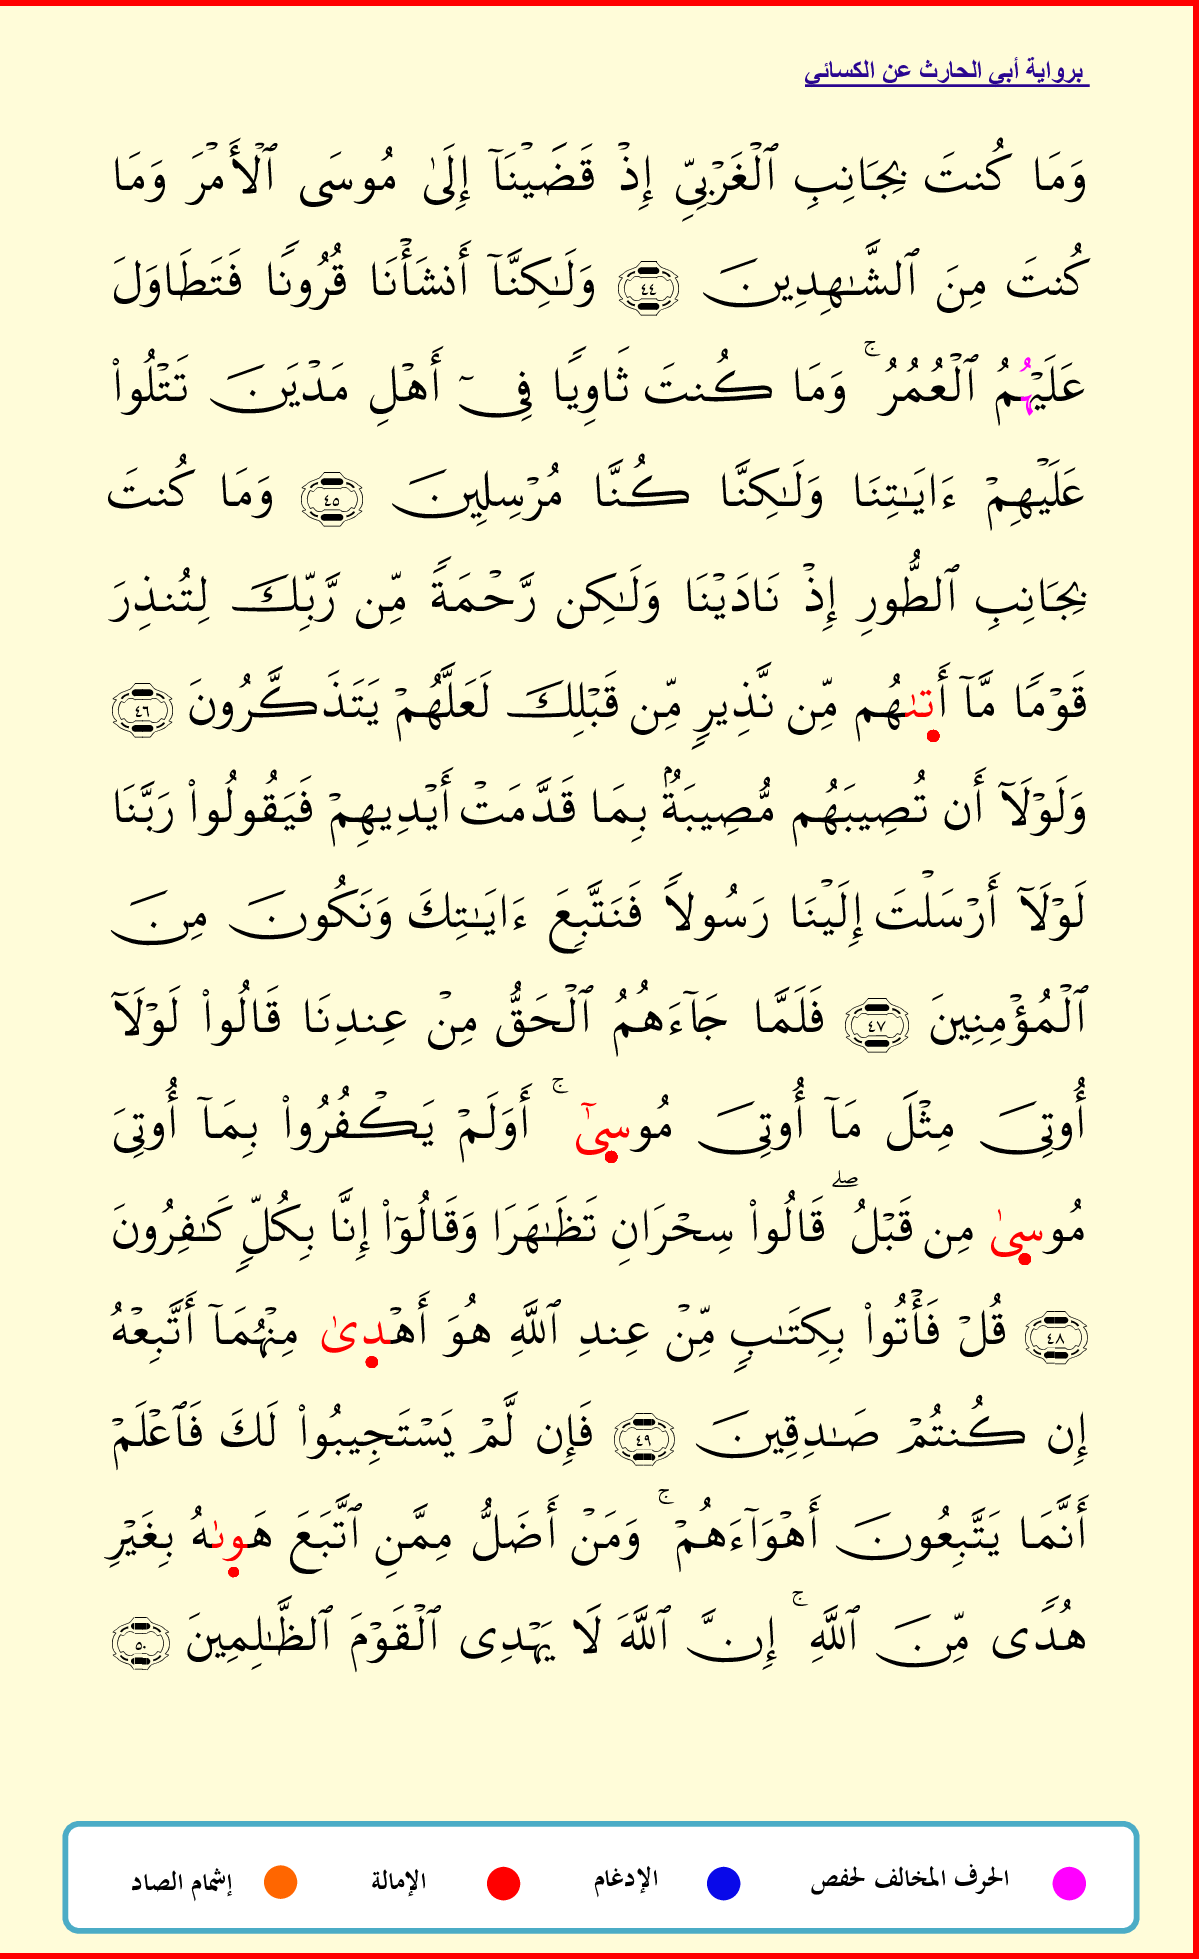 برواية أبي الحارث عن الكسائي
وَمَا كُنتَ بِجَانِبِ ٱلْغَرْبِيِّ إِذْ قَضَيْنَآ إِلَىٰ مُوسَى ٱلْأَمْرَ وَمَا
كُنتَ مِنَ ٱلشَّٰهِدِينَ ٤٤ وَلَٰكِنَّآ أَنشَأْنَا قُرُونًا فَتَطَاوَلَ
عَلَيْهُمُ ٱلْعُمُرُ ۚ وَمَا كُنتَ ثَاوِيًا فِىٓ أَهْلِ مَدْيَنَ تَتْلُوا۟
عَلَيْهِمْ ءَايَٰتِنَا وَلَٰكِنَّا كُنَّا مُرْسِلِينَ ٤٥ وَمَا كُنتَ
بِجَانِبِ ٱلطُّورِ إِذْ نَادَيْنَا وَلَٰكِن رَّحْمَةً مِّن رَّبِّكَ لِتُنذِرَ
قَوْمًا مَّآ أَتَىٰهُم مِّن نَّذِيرٍ مِّن قَبْلِكَ لَعَلَّهُمْ يَتَذَكَّرُونَ ٤٦
وَلَوْلَآ أَن تُصِيبَهُم مُّصِيبَةٌۢ بِمَا قَدَّمَتْ أَيْدِيهِمْ فَيَقُولُوا۟ رَبَّنَا
لَوْلَآ أَرْسَلْتَ إِلَيْنَا رَسُولًا فَنَتَّبِعَ ءَايَٰتِكَ وَنَكُونَ مِنَ
ٱلْمُؤْمِنِينَ ٤٧ فَلَمَّا جَآءَهُمُ ٱلْحَقُّ مِنْ عِندِنَا قَالُوا۟ لَوْلَآ
أُوتِىَ مِثْلَ مَآ أُوتِىَ مُوسَىٰٓ ۚ أَوَلَمْ يَكْفُرُوا۟ بِمَآ أُوتِىَ
مُوسَىٰ مِن قَبْلُ ۖ قَالُوا۟ سِحْرَانِ تَظَٰهَرَا وَقَالُوٓا۟ إِنَّا بِكُلٍّ كَٰفِرُونَ
٤٨ قُلْ فَأْتُوا۟ بِكِتَٰبٍ مِّنْ عِندِ ٱللَّهِ هُوَ أَهْدَىٰ مِنْهُمَآ أَتَّبِعْهُ
إِن كُنتُمْ صَٰدِقِينَ ٤٩ فَإِن لَّمْ يَسْتَجِيبُوا۟ لَكَ فَٱعْلَمْ
أَنَّمَا يَتَّبِعُونَ أَهْوَآءَهُمْ ۚ وَمَنْ أَضَلُّ مِمَّنِ ٱتَّبَعَ هَوَىٰهُ بِغَيْرِ
هُدًى مِّنَ ٱللَّهِ ۚ إِنَّ ٱللَّهَ لَا يَهْدِى ٱلْقَوْمَ ٱلظَّٰلِمِينَ ٥٠
الحرف المخالف لحفص الإدغام الإمالة إشمام الصاد